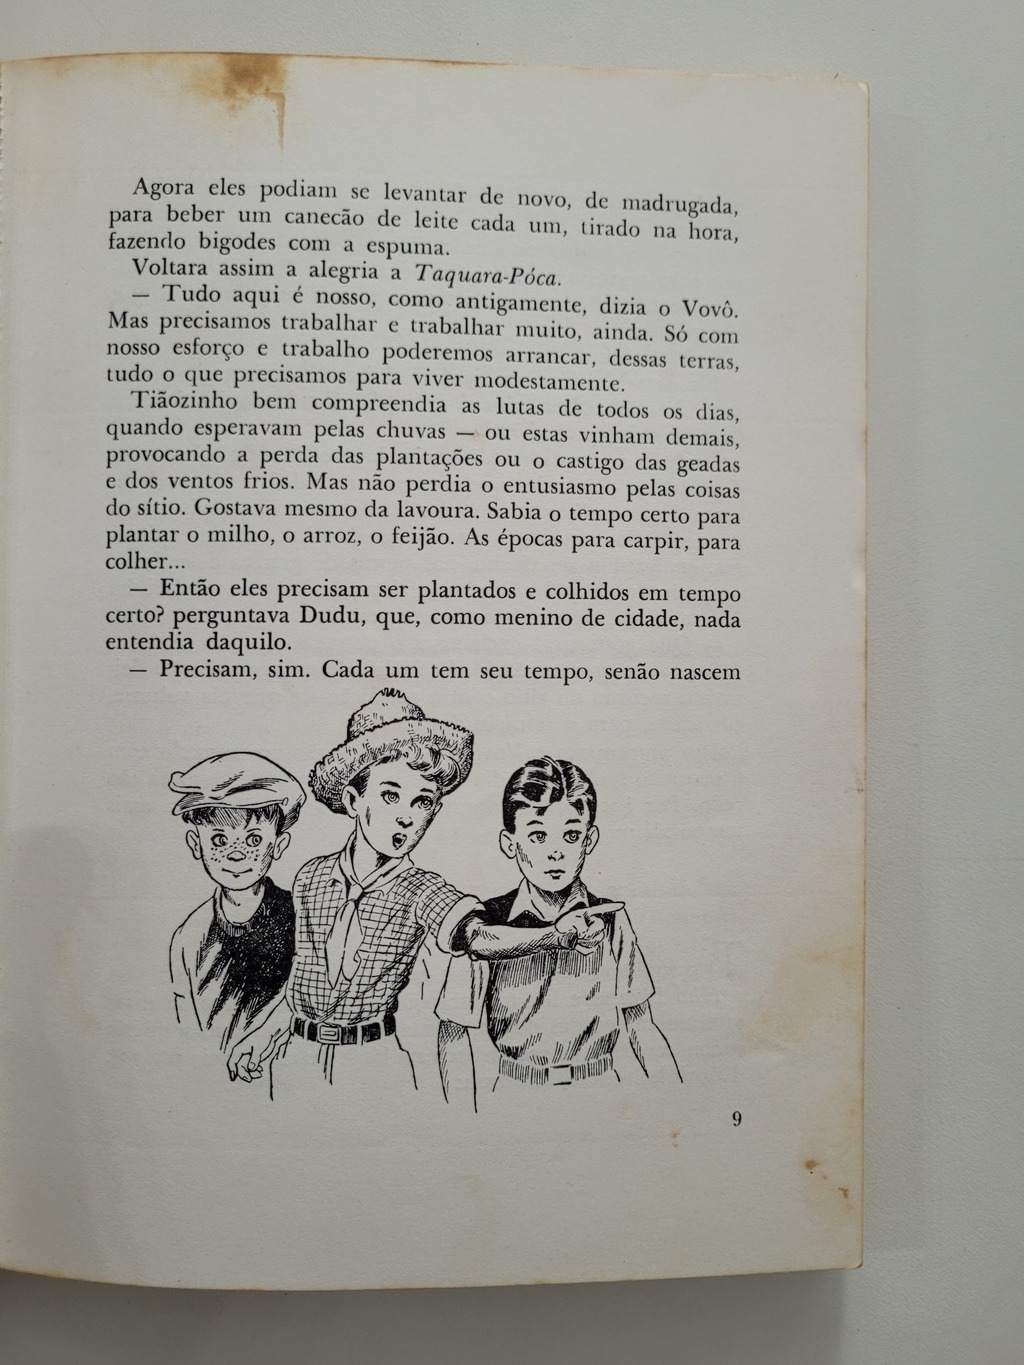 Agora eles podiam se levantar de novo, de madrugada,
para beber um canecão de leite cada um, tirado na hora,
fazendo bigodes com a espuma.
Voltara assim a alegria a Taquara-Póca.
— Tudo aqui é nosso, como antigamente, dizia o Vovô.
Mas precisamos trabalhar e trabalhar muito, ainda. Só com
nosso esforço e trabalho poderemos arrancar, dessas terras,
tudo o que precisamos para viver modestamente.
Tiãozinho bem compreendia as lutas de todos os dias,
quando esperavam pelas chuvas — ou estas vinham demais,
provocando a perda das plantações ou o castigo das geadas
e dos ventos frios. Mas não perdia o entusiasmo pelas coisas
do sítio. Gostava mesmo da lavoura. Sabia o tempo certo para
plantar o milho, o arroz, o feijão. As épocas para carpir, para
colher...
— Então eles precisam ser plantados e colhidos em tempo
certo? perguntava Dudu, que, como menino de cidade, nada
entendia daquilo.
— Precisam, sim. Cada um tem seu tempo, senão nascem
9